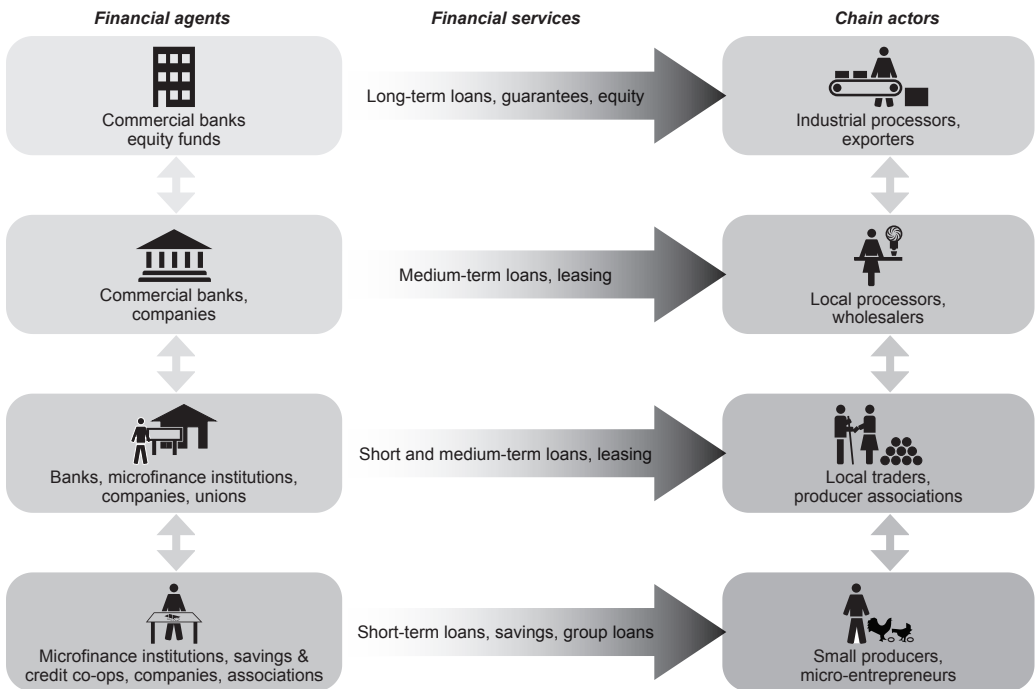 Financial agents
Financial services
Chain actors
Commercial banks
equity funds
Long-term loans, guarantees, equity
Industrial processors,
exporters
Commercial banks,
companies
Medium-term loans, leasing
Local processors,
wholesalers
Banks, microfinance institutions,
companies, unions
Short and medium-term loans, leasing
Local traders,
producer associations
Microfinance institutions, savings &
credit co-ops, companies, associations
Short-term loans, savings, group loans
Small producers,
micro-entrepreneurs